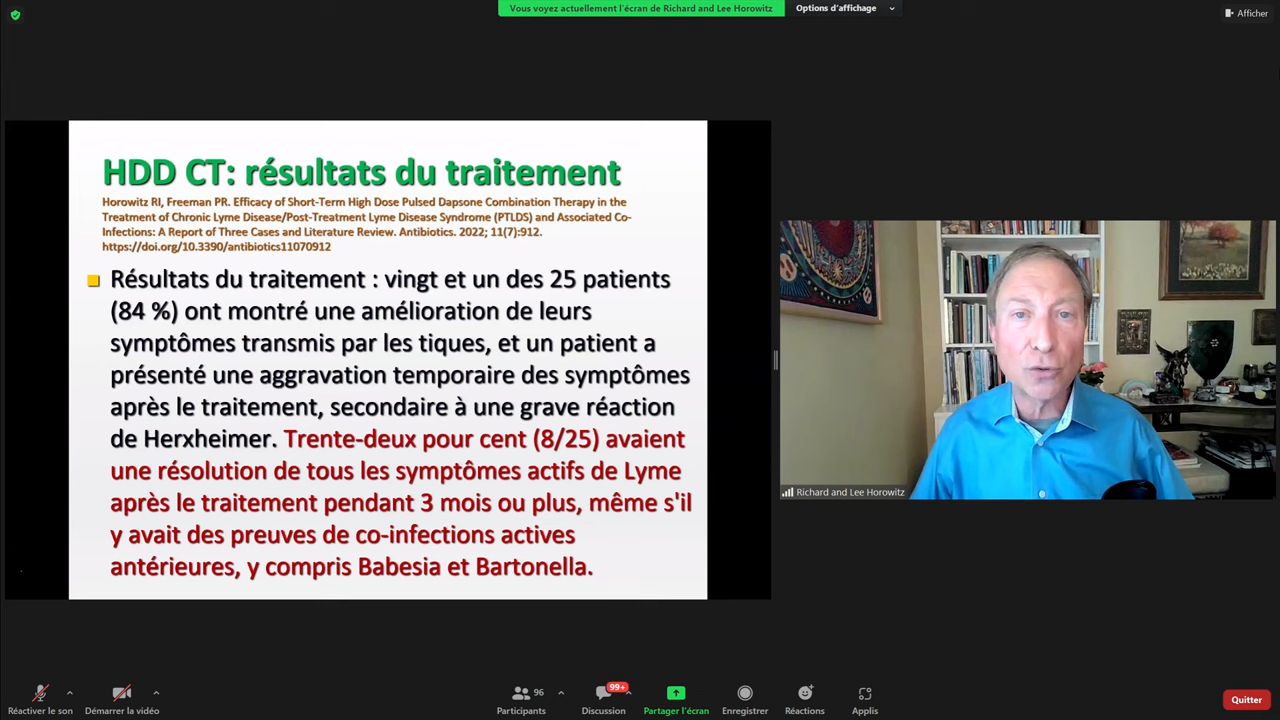 Vous voyez actuellement l'écran de Richard and Lee Horowitz
Options d'affichage
Afficher
HDD CT: résultats du traitement
Horowitz RI, Freeman PR. Efficacy of Short-Term High Dose Pulsed Dapsone Combination Therapy in the
Treatment of Chronic Lyme Disease/Post-Treatment Lyme Disease Syndrome (PTLDS) and Associated Co-
Infections: A Report of Three Cases and Literature Review. Antibiotics. 2022; 11(7):912.
https://doi.org/10.3390/antibiotics11070912
Résultats du traitement : vingt et un des 25 patients
(84 %) ont montré une amélioration de leurs
symptômes transmis par les tiques, et un patient a
présenté une aggravation temporaire des symptômes
après le traitement, secondaire à une grave réaction
de Herxheimer. Trente-deux pour cent (8/25) avaient
une résolution de tous les symptômes actifs de Lyme
après le traitement pendant 3 mois ou plus, même s'il
y avait des preuves de co-infections actives
antérieures, y compris Babesia et Bartonella.
Richard and Lee Horowitz
Réactiver le son
Démarrer la vidéo
96
Participants
99+
Discussion
Partager l'écran
Enregistrer
Réactions
Applis
Quitter